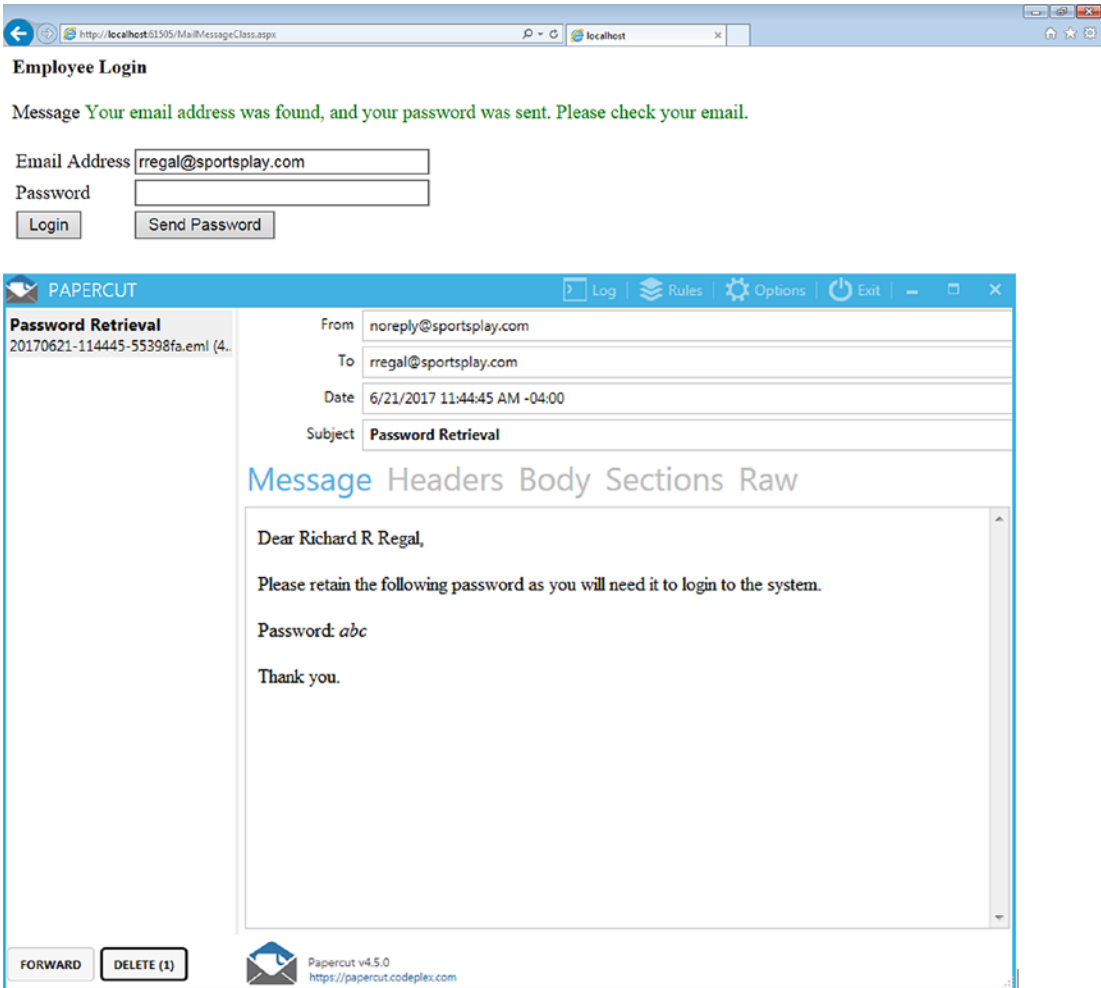 http://localhost:61505/MailMessageClass.aspx
localhost
Employee Login
Message Your email address was found, and your password was sent. Please check your email.
Email Address rregal@sportsplay.com
Password
Login Send Password
PAPERCUT Log Rules Options Exit
Password Retrieval
20170621-114445-55398fa.eml (4..
From noreply@sportsplay.com
To rregal@sportsplay.com
Date 6/21/2017 11:44:45 AM -04:00
Subject Password Retrieval
Message Headers Body Sections Raw
Dear Richard R Regal,
Please retain the following password as you will need it to login to the system.
Password: abc
Thank you.
FORWARD DELETE (1)
Papercut v4.5.0
https://papercut.codeplex.com